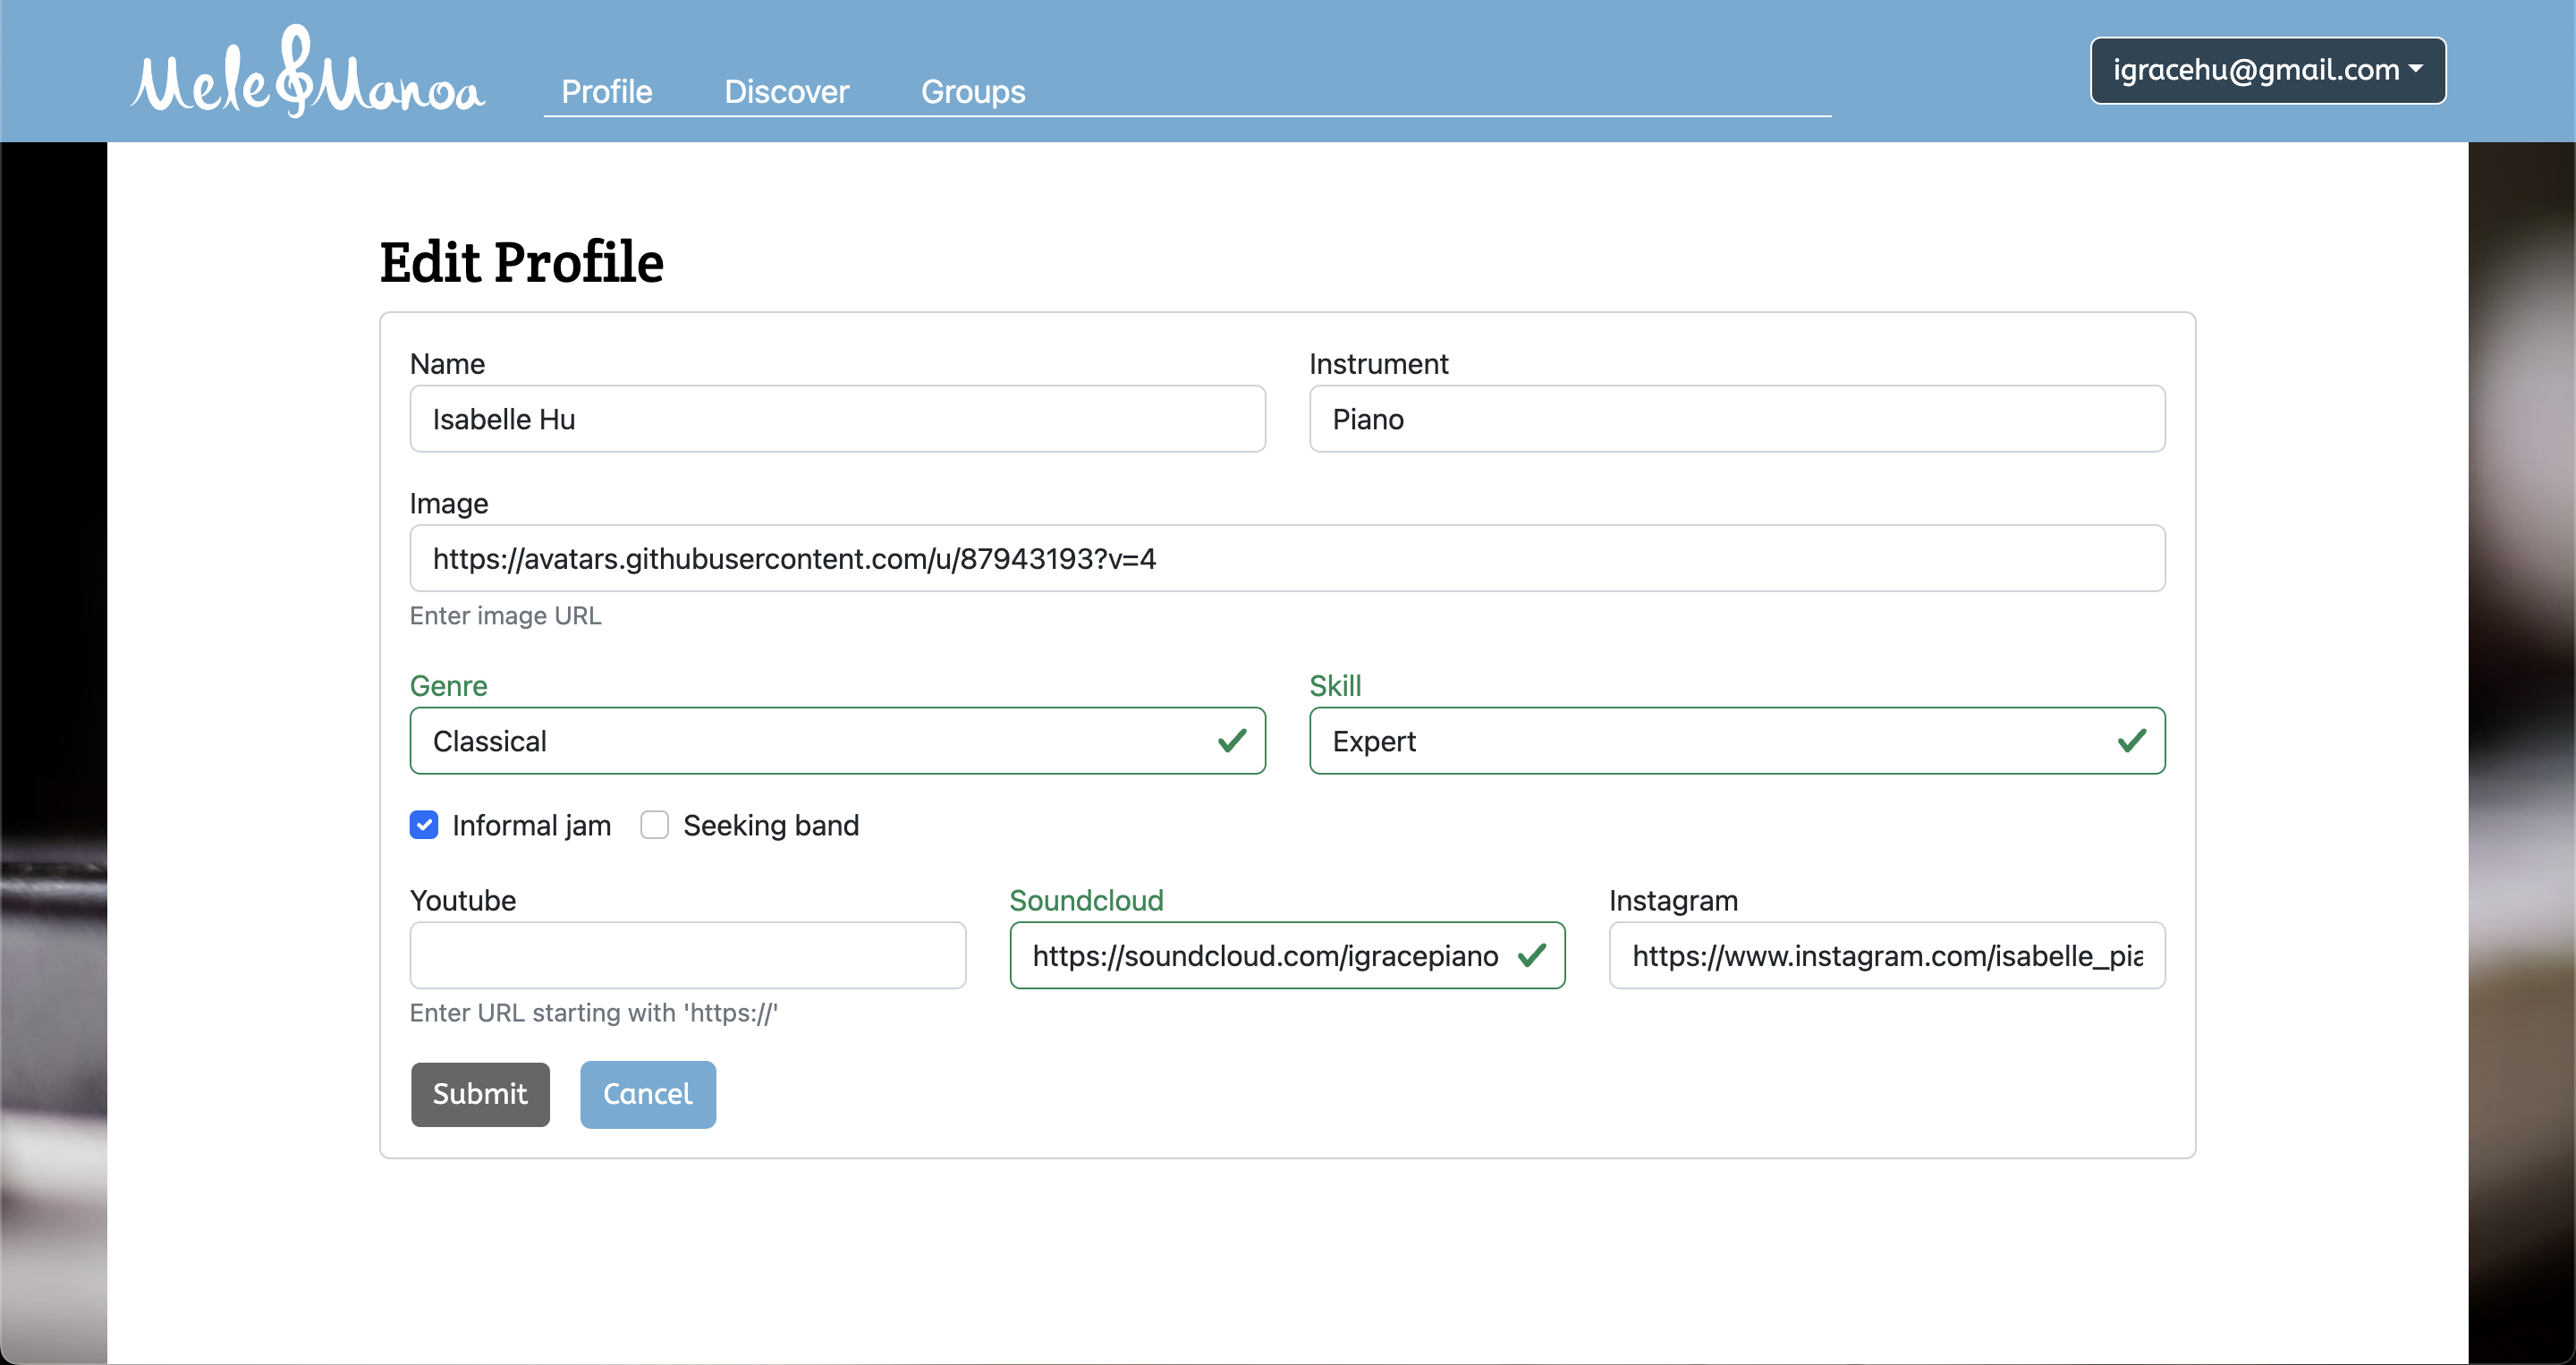 Mele Manoa
Profile Discover Groups
igracehu@gmail.com
Edit Profile
Name Instrument
Isabelle Hu Piano
Image
https://avatars.githubusercontent.com/u/87943193?v=4
Enter image URL
Genre Skill
Classical Expert
Informal jam Seeking band
Youtube Soundcloud Instagram
https://soundcloud.com/igracepiano https://www.instagram.com/isabelle_pia
Enter URL starting with 'https://'
Submit Cancel